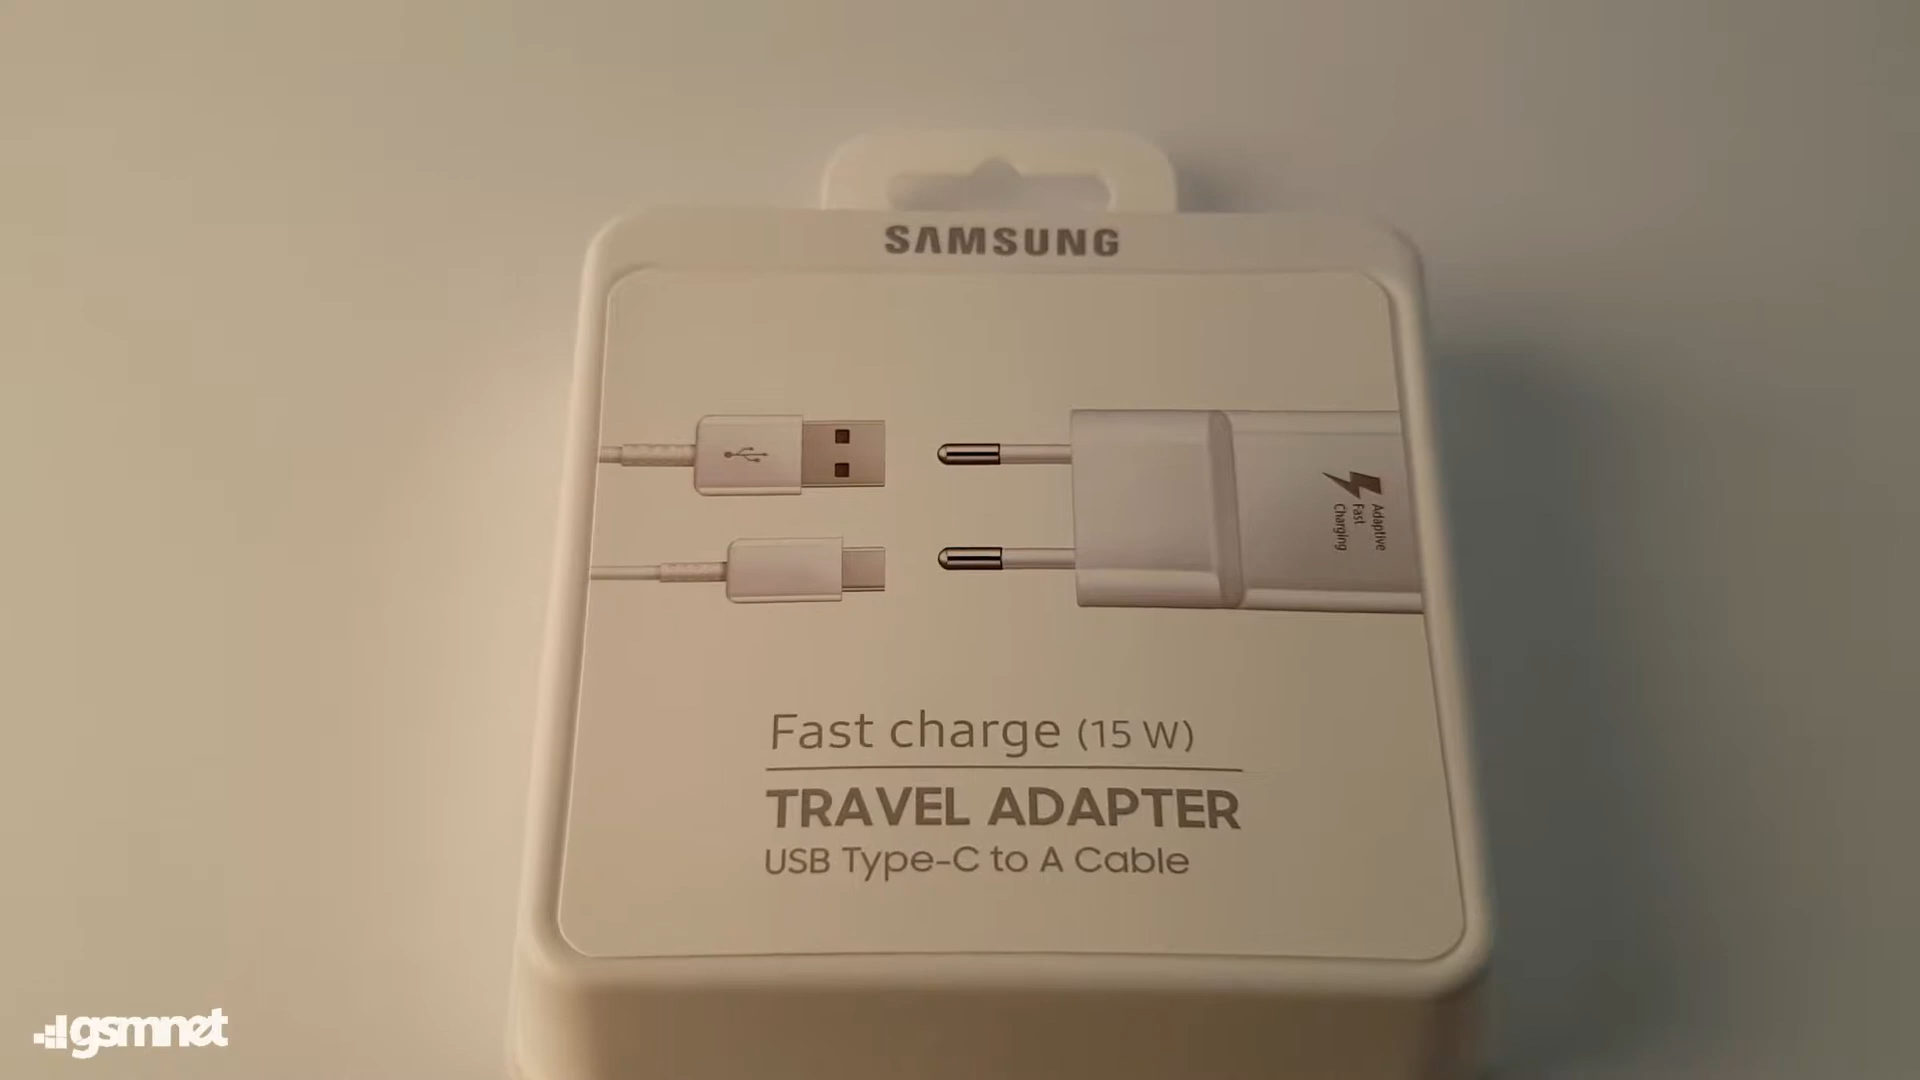 SAMSUNG
Adaptive
Fast
Charging
Fast charge (15 W)
TRAVEL ADAPTER
USB Type-C to A Cable
gsmnet